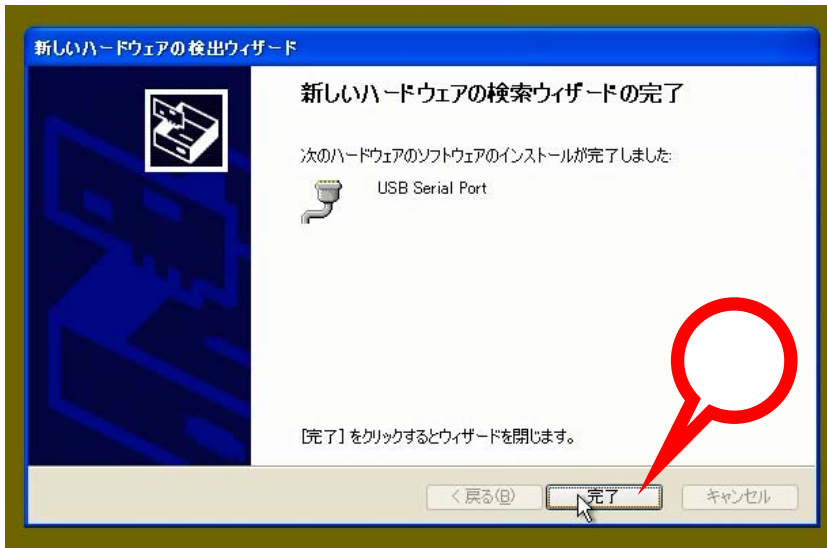 新しいハードウェアの検出ウィザード
新しいハードウェアの検索ウィザードの完了
次のハードウェアのソフトウェアのインストールが完了しました:
USB Serial Port
[完了] をクリックするとウィザードを閉じます。
< 戻る(B)
完了
キャンセル